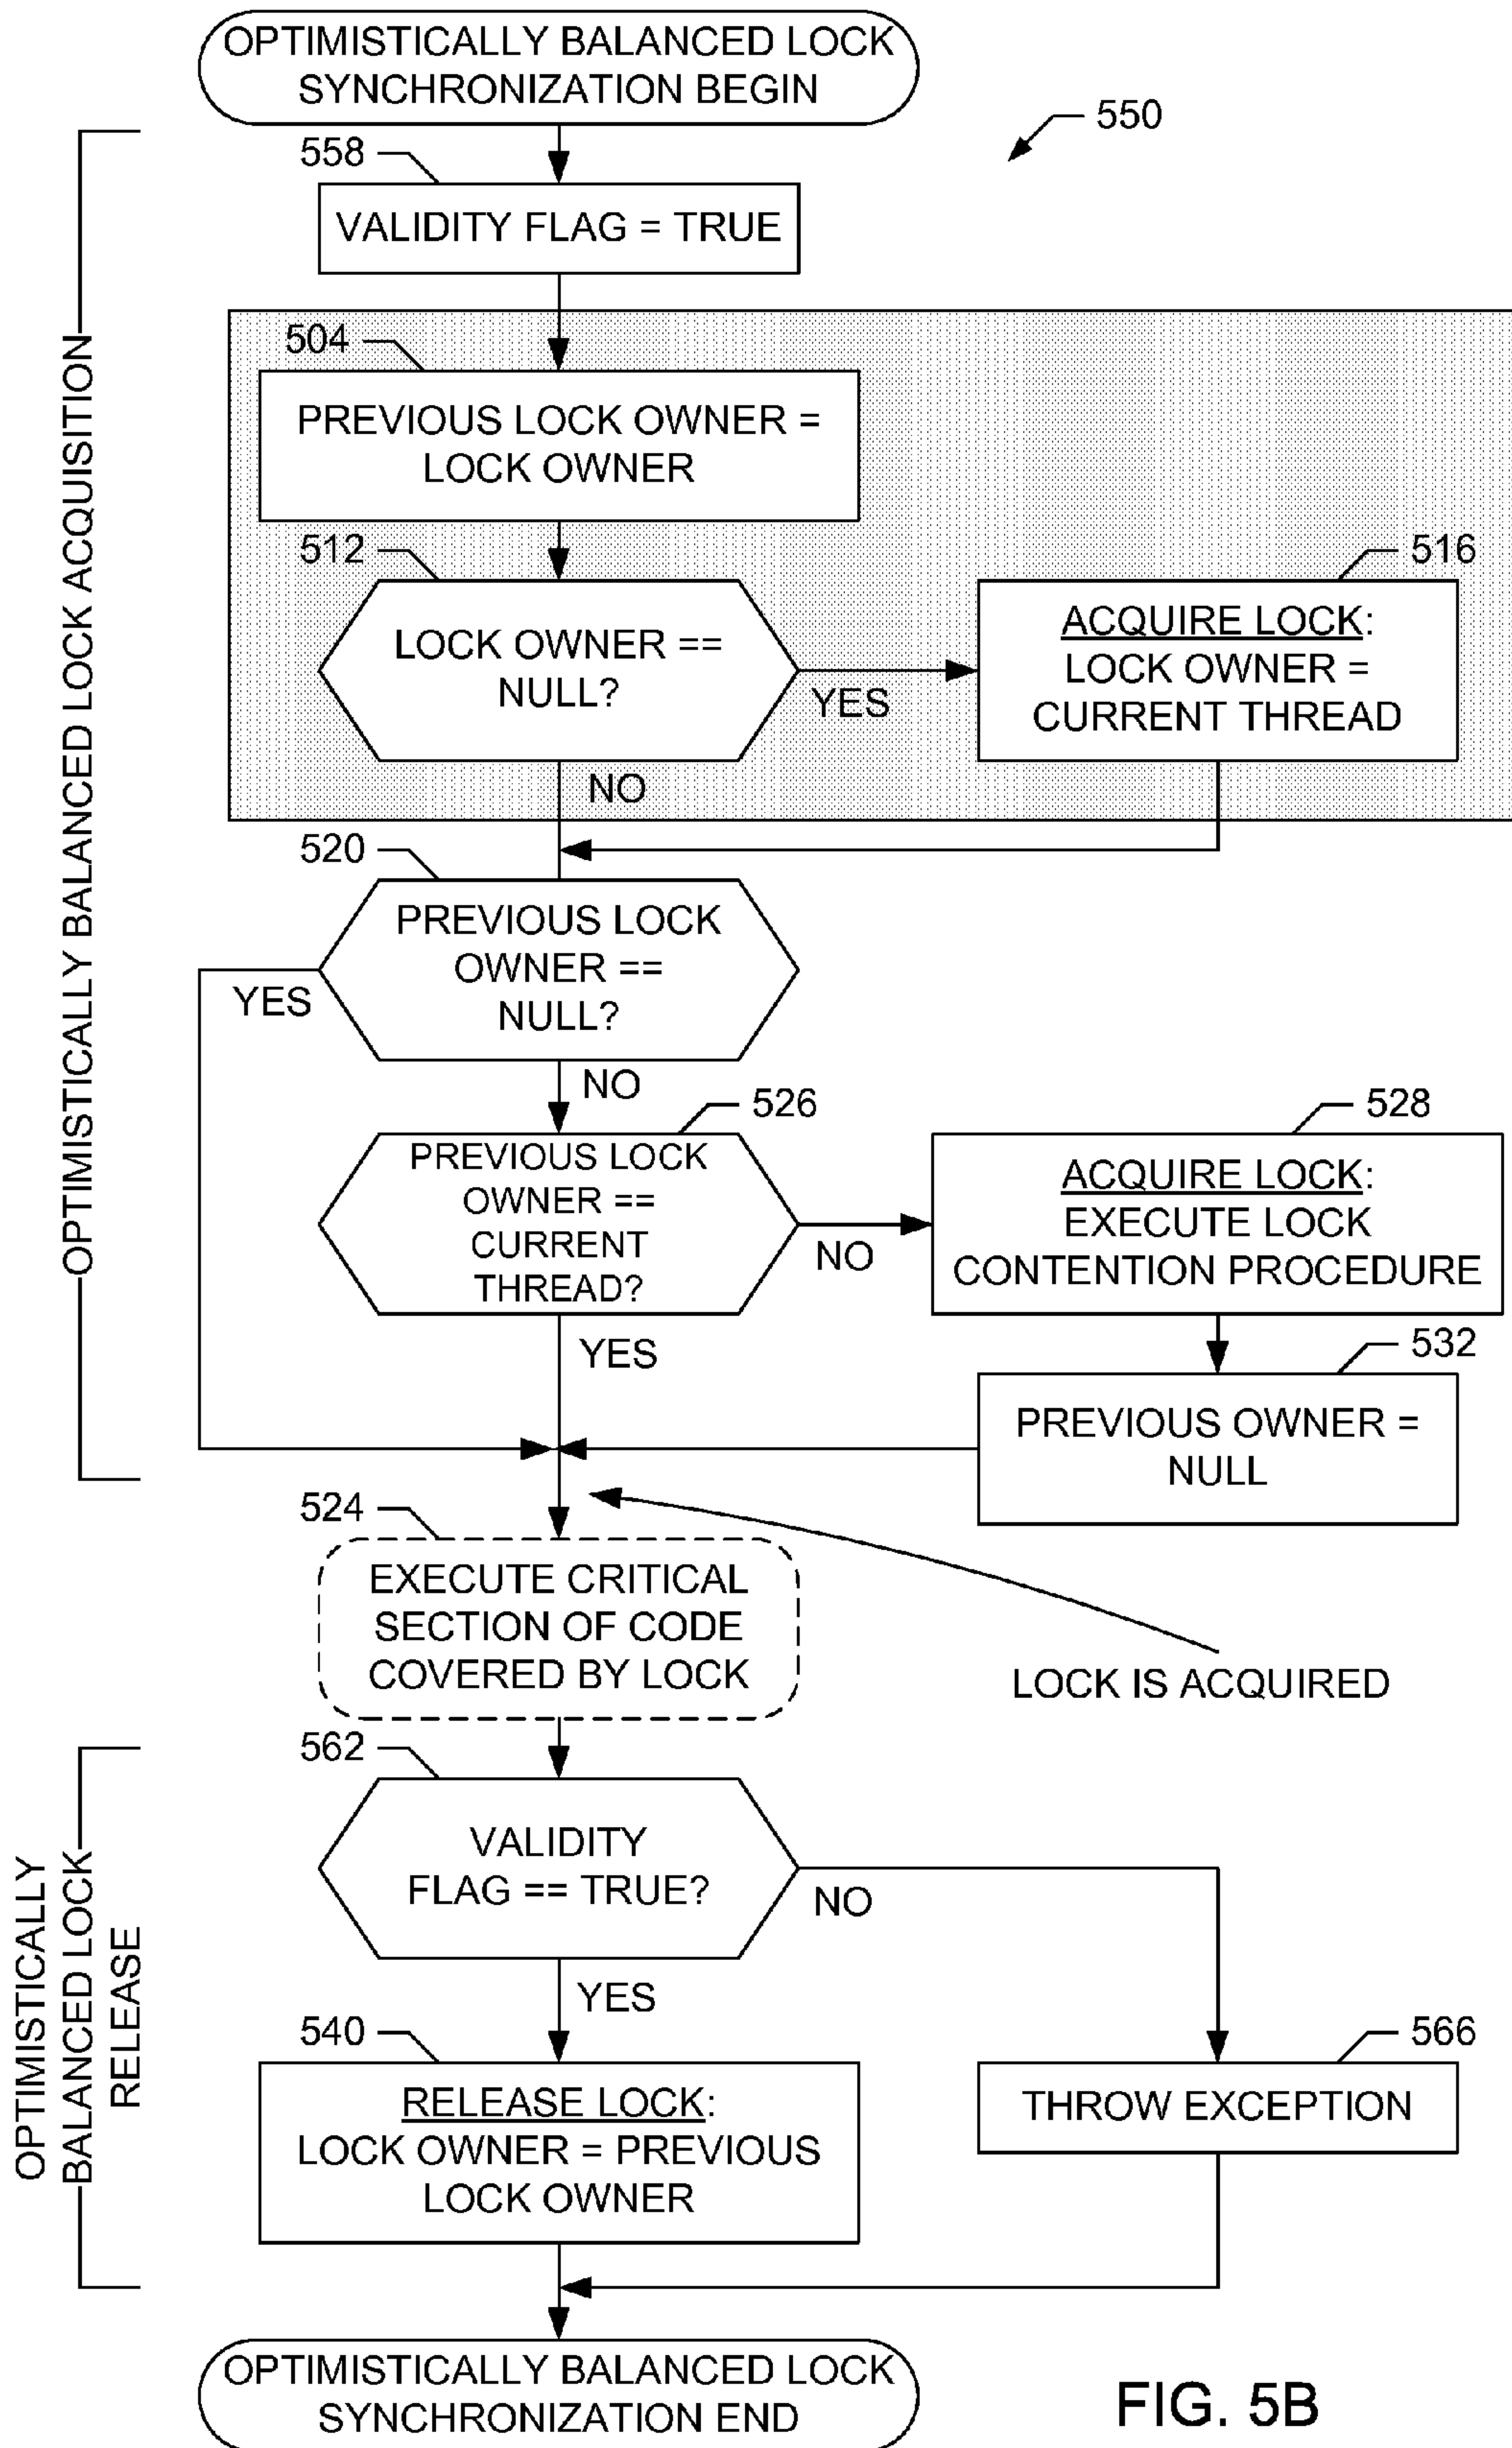 OPTIMISTICALLY BALANCED LOCK
SYNCHRONIZATION BEGIN
550
558
VALIDITY FLAG = TRUE
OPTIMISTICALLY BALANCED LOCK ACQUISITION
504
PREVIOUS LOCK OWNER =
LOCK OWNER
512
LOCK OWNER ==
NULL?
YES
NO
516
ACQUIRE LOCK:
LOCK OWNER =
CURRENT THREAD
520
PREVIOUS LOCK
OWNER ==
NULL?
YES
NO
526
PREVIOUS LOCK
OWNER ==
CURRENT
THREAD?
NO
YES
528
ACQUIRE LOCK:
EXECUTE LOCK
CONTENTION PROCEDURE
532
PREVIOUS OWNER =
NULL
524
EXECUTE CRITICAL
SECTION OF CODE
COVERED BY LOCK
LOCK IS ACQUIRED
OPTIMISTICALLY
BALANCED LOCK
RELEASE
562
VALIDITY
FLAG == TRUE?
NO
YES
540
RELEASE LOCK:
LOCK OWNER = PREVIOUS
LOCK OWNER
566
THROW EXCEPTION
OPTIMISTICALLY BALANCED LOCK
SYNCHRONIZATION END
FIG. 5B